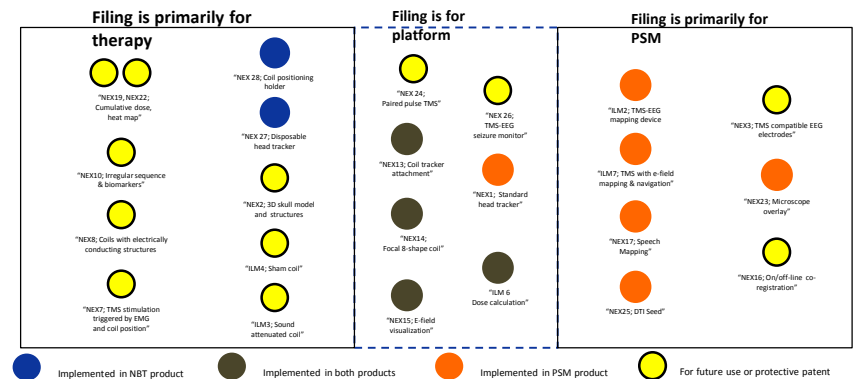 Filing is primarily for
therapy
"NEX19, NEX22;
Cumulative dose,
heat map"
"NEX10; Irregular sequence
& biomarkers"
"NEX8; Coils with electrically
conducting structures
"NEX7; TMS stimulation
triggered by EMG
and coil position"
"NEX 28; Coil positioning
holder
"NEX 27; Disposable
head tracker
"NEX2; 3D skull model
and structures
"ILM4; Sham coil"
"ILM3; Sound
attenuated coil"
Filing is for
platform
"NEX 24;
Paired pulse TMS"
"NEX13; Coil tracker
attachment"
"NEX14;
Focal 8-shape coil"
"NEX15; E-field
visualization"
"NEX 26;
TMS-EEG
seizure monitor"
"NEX1; Standard
head tracker"
"ILM 6
Dose calculation"
Filing is primarily for
PSM
"ILM2; TMS-EEG
mapping device
"ILM7; TMS with e-field
mapping & navigation"
"NEX17; Speech
Mapping"
"NEX25; DTI Seed"
"NEX3; TMS compatible EEG
electrodes"
"NEX23; Microscope
overlay"
"NEX16; On/off-line co-
registration"
Implemented in NBT product
Implemented in both products
Implemented in PSM product
For future use or protective patent